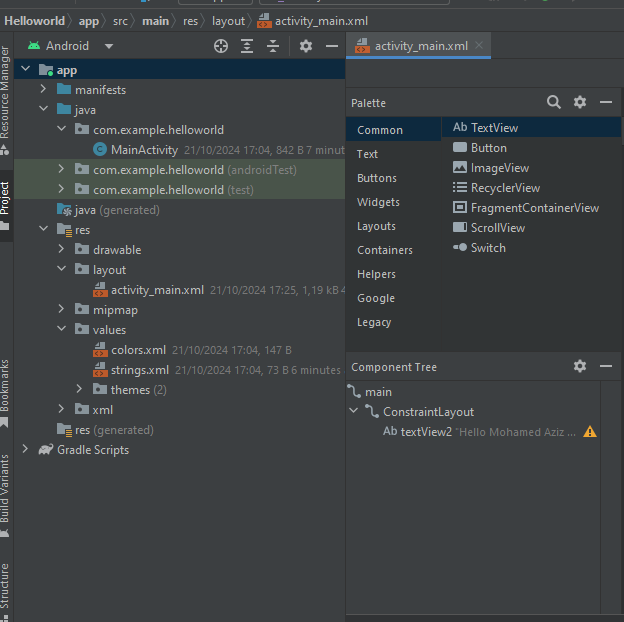 Helloworld app src main res layout activity_main.xml
Resource Manager
Project
Bookmarks
Build Variants
Structure
Android
app
manifests
java
com.example.helloworld
MainActivity 21/10/2024 17:04, 842 B 7 minut
com.example.helloworld (androidTest)
com.example.helloworld (test)
java (generated)
res
drawable
layout
activity_main.xml 21/10/2024 17:25, 1,19 kB 4
mipmap
values
colors.xml 21/10/2024 17:04, 147 B
strings.xml 21/10/2024 17:04, 73 B 6 minutes
themes (2)
xml
res (generated)
Gradle Scripts
activity_main.xml
Palette
Common
Text
Buttons
Widgets
Layouts
Containers
Helpers
Google
Legacy
Ab TextView
Button
ImageView
RecyclerView
FragmentContainerView
ScrollView
Switch
Component Tree
main
ConstraintLayout
Ab textView2 "Hello Mohamed Aziz ...